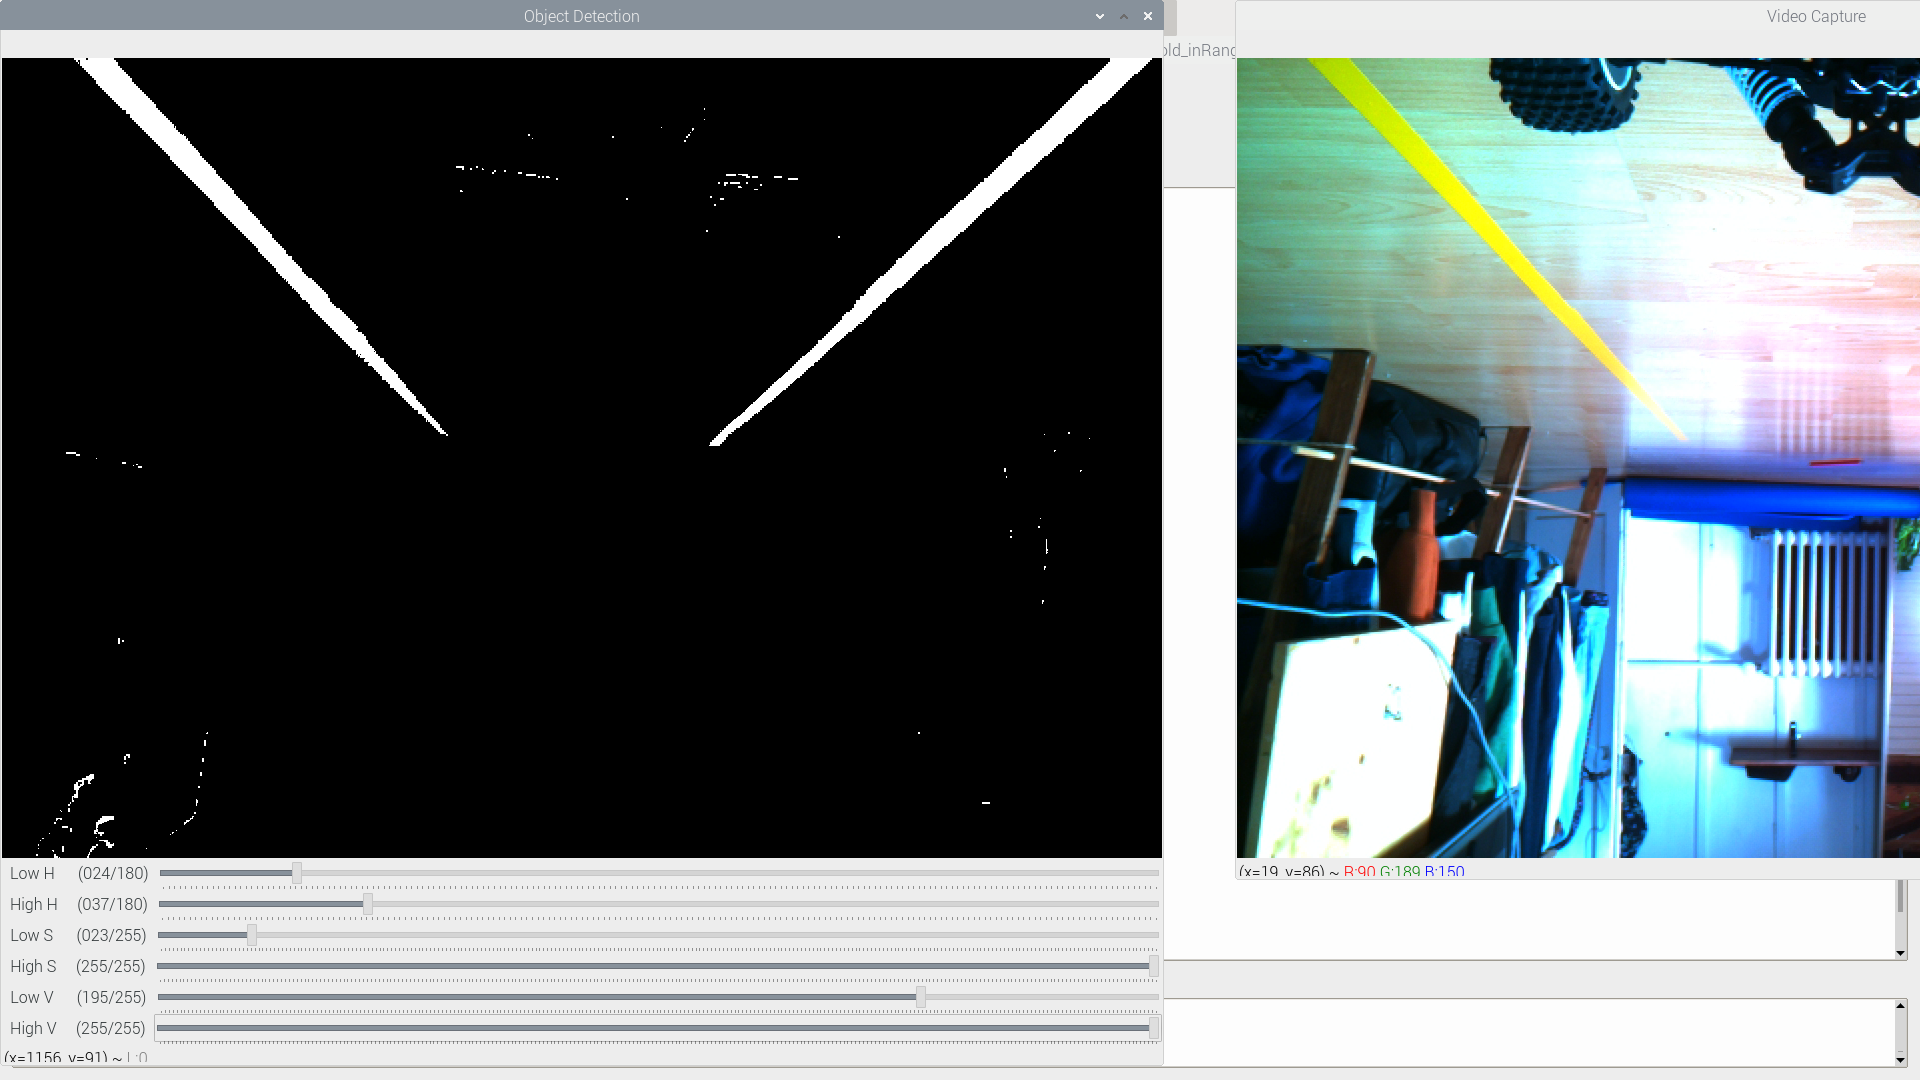 Object Detection
Video Capture
old_inRang
Low H (024/180)
High H (037/180)
Low S (023/255)
High S (255/255)
Low V (195/255)
High V (255/255)
(x=1156, y=91) ~ L:0
(x=19, y=86) ~ R:90 G:189 B:150